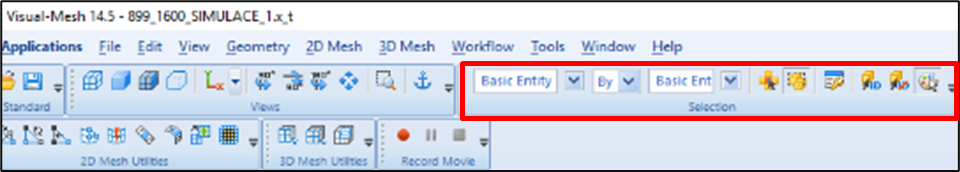 Visual-Mesh 14.5 - 899_1600_SIMULACE_1.x_t
Applications File Edit View Geometry 2D Mesh 3D Mesh Workflow Tools Window Help
Basic Entity By Basic Ent
Standard Views Selection
2D Mesh Utilities 3D Mesh Utilities Record Movie